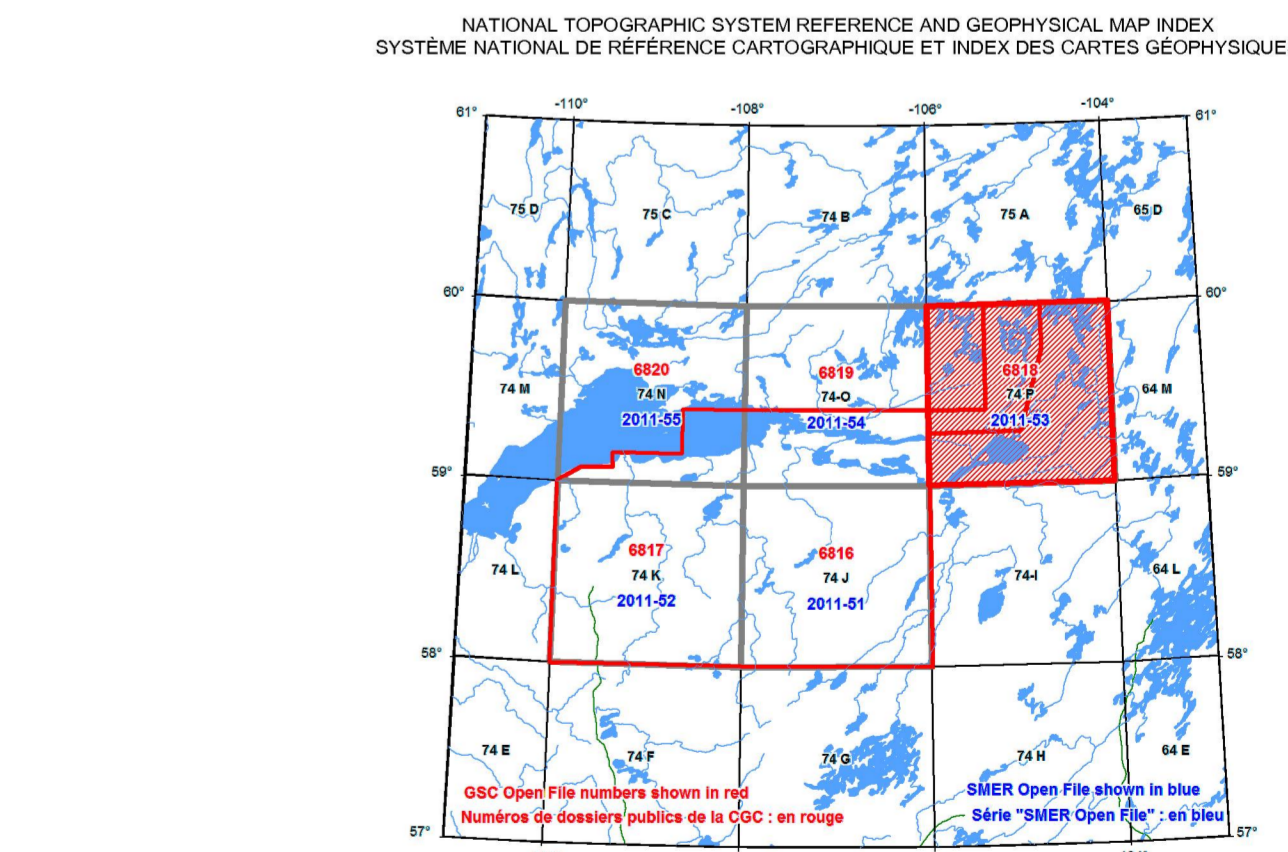 NATIONAL TOPOGRAPHIC SYSTEM REFERENCE AND GEOPHYSICAL MAP INDEX
SYSTÈME NATIONAL DE RÉFÉRENCE CARTOGRAPHIQUE ET INDEX DES CARTES GÉOPHYSIQUE
61° -110° -108° -106° -104° 61°
75 D 75 C 74 B 75 A 65 D
60° 60°
6820 6819 6818
74 M 74 N 74-O 74 P 64 M
2011-55 2011-54 2011-53
59° 59°
6817 6816
74 L 74 K 74 J 74-I 64 L
2011-52 2011-51
58° 58°
74 E 74 F 74 G 74 H 64 E
GSC Open File numbers shown in red
Numéros de dossiers publics de la CGC : en rouge
SMER Open File shown in blue
Série "SMER Open File" : en bleu
57° 57°